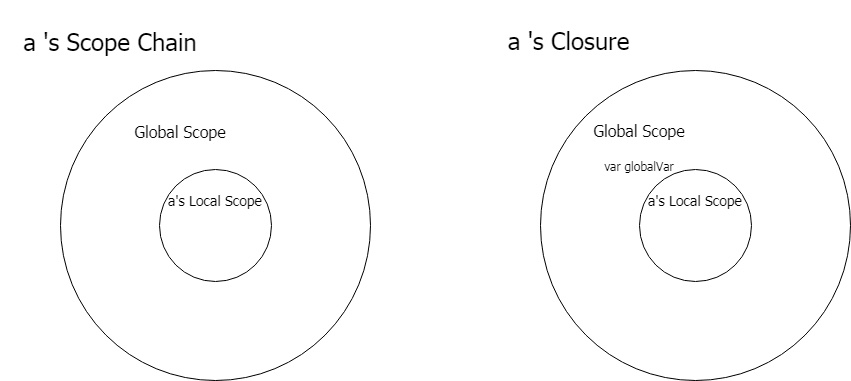 a 's Scope Chain
Global Scope
a's Local Scope
a 's Closure
Global Scope
var globalVar
a's Local Scope